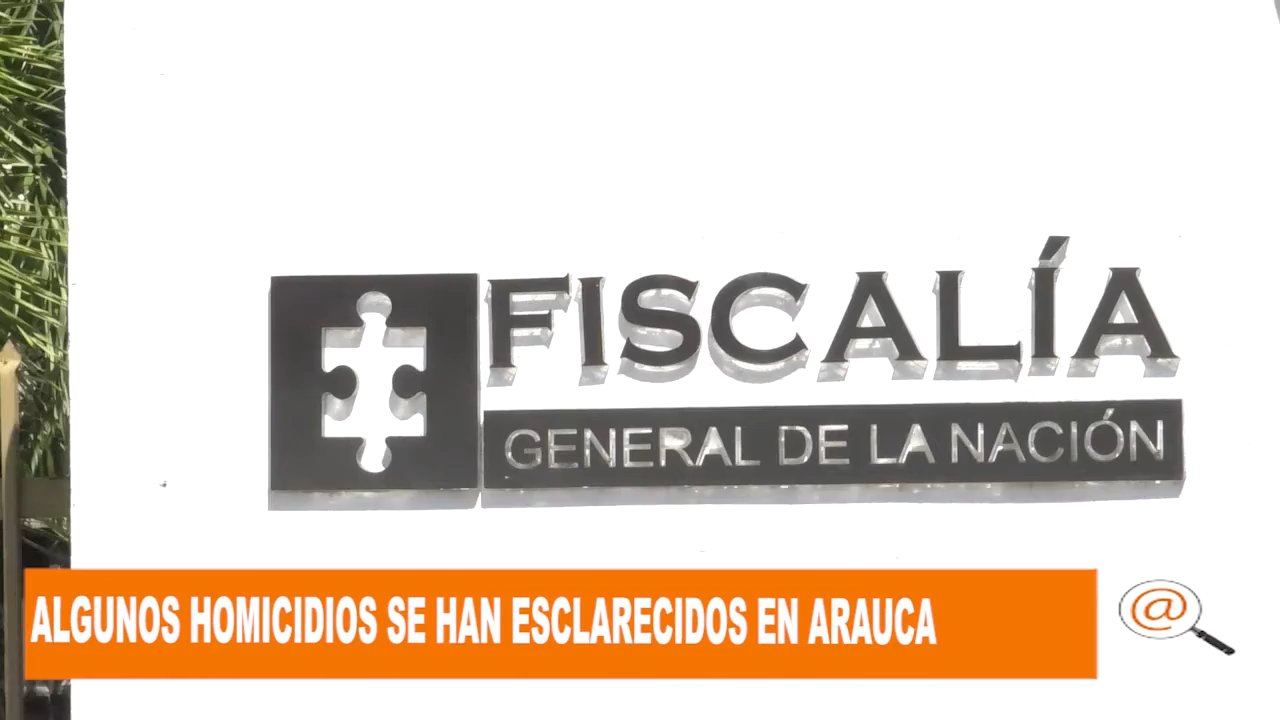 FISCALÍA
GENERAL DE LA NACIÓN
ALGUNOS HOMICIDIOS SE HAN ESCLARECIDOS EN ARAUCA
@